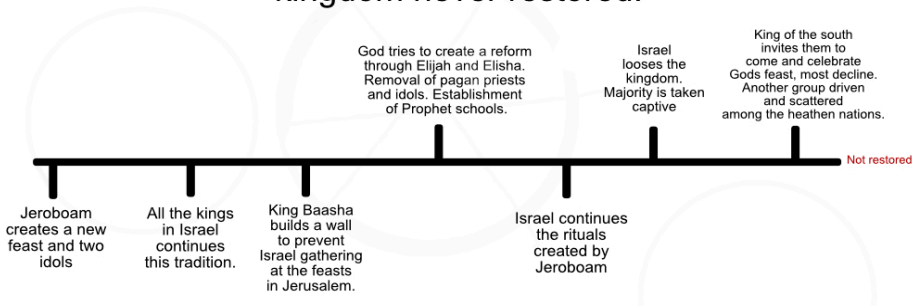 kingdom never restored.
God tries to create a reform
through Elijah and Elisha.
Removal of pagan priests
and idols. Establishment
of Prophet schools.
Israel
looses the
kingdom.
Majority is taken
captive
King of the south
invites them to
come and celebrate
Gods feast, most decline.
Another group driven
and scattered
among the heathen nations.
Not restored
Jeroboam
creates a new
feast and two
idols
All the kings
in Israel
continues
this tradition.
King Baasha
builds a wall
to prevent
Israel gathering
at the feasts
in Jerusalem.
Israel continues
the rituals
created by
Jeroboam